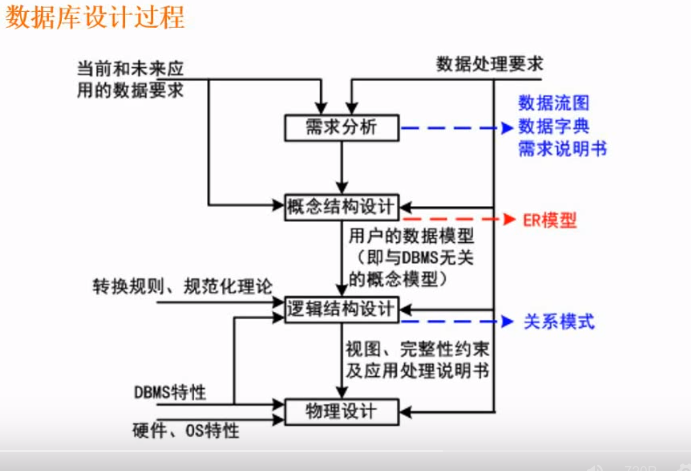 数据库设计过程
当前和未来应
用的数据要求
数据处理要求
需求分析
数据流图
数据字典
需求说明书
概念结构设计
ER模型
用户的数据模型
（即与DBMS无关
的概念模型）
转换规则、规范化理论
逻辑结构设计
关系模式
视图、完整性约束
及应用处理说明书
DBMS特性
物理设计
硬件、OS特性